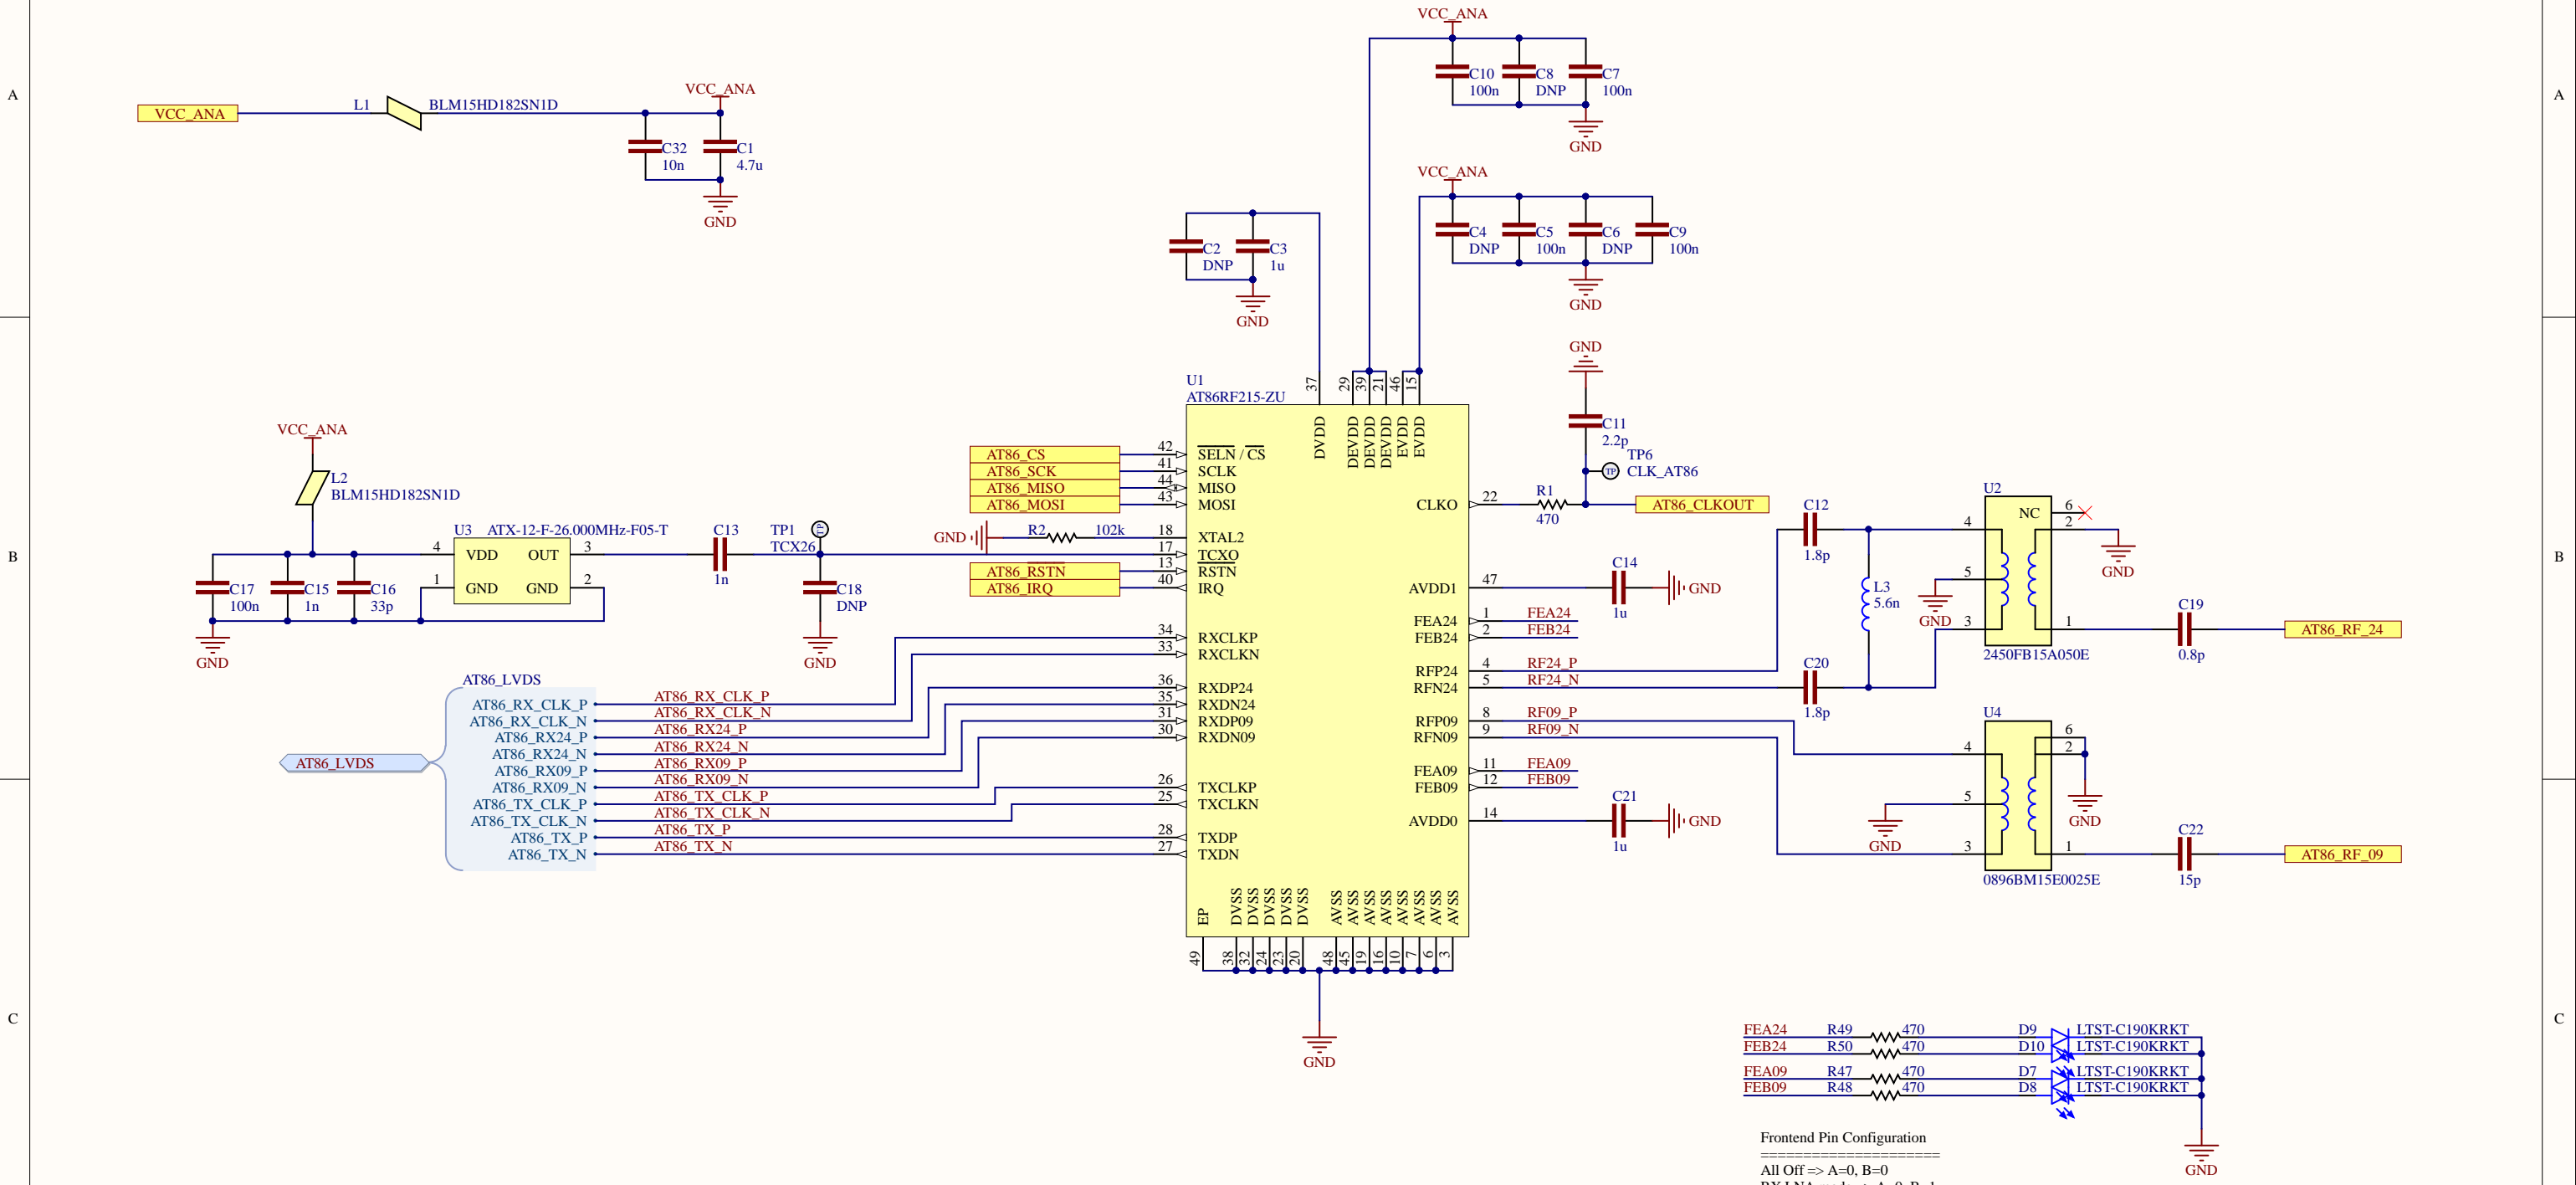 VCC_ANA
C10
100n
C8
DNP
C7
100n
GND
A
A
VCC_ANA
L1
BLM15HD182SN1D
VCC_ANA
C32
10n
C1
4.7u
GND
VCC_ANA
C4
DNP
C5
100n
C6
DNP
C9
100n
GND
C2
DNP
C3
1u
GND
GND
C11
2.2p
TP6
TP
CLK_AT86
R1
470
AT86_CLKOUT
U1
AT86RF215-ZU
37
29
39
21
46
15
DVDD
DEVDD
DEVDD
DEVDD
EVDD
EVDD
VCC_ANA
L2
BLM15HD182SN1D
U3
ATX-12-F-26.000MHz-F05-T
4
VDD
OUT
3
1
GND
GND
2
C17
100n
C15
1n
C16
33p
GND
C13
1n
TP1
TP
TCX26
C18
DNP
GND
B
B
AT86_CS
42
SELN / CS
AT86_SCK
41
SCLK
AT86_MISO
44
MISO
AT86_MOSI
43
MOSI
GND
R2
102k
18
XTAL2
17
TCXO
AT86_RSTN
13
RSTN
AT86_IRQ
40
IRQ
34
RXCLKP
33
RXCLKN
36
RXDP24
35
RXDN24
31
RXDP09
30
RXDN09
26
TXCLKP
25
TXCLKN
28
TXDP
27
TXDN
AT86_LVDS
AT86_LVDS
AT86_RX_CLK_P
AT86_RX_CLK_N
AT86_RX24_P
AT86_RX24_N
AT86_RX09_P
AT86_RX09_N
AT86_TX_CLK_P
AT86_TX_CLK_N
AT86_TX_P
AT86_TX_N
AT86_RX_CLK_P
AT86_RX_CLK_N
AT86_RX24_P
AT86_RX24_N
AT86_RX09_P
AT86_RX09_N
AT86_TX_CLK_P
AT86_TX_CLK_N
AT86_TX_P
AT86_TX_N
CLKO
22
AVDD1
47
C14
1u
GND
FEA24
1
FEA24
FEB24
2
FEB24
RFP24
4
RF24_P
RFN24
5
RF24_N
RFP09
8
RF09_P
RFN09
9
RF09_N
FEA09
11
FEA09
FEB09
12
FEB09
AVDD0
14
C21
1u
GND
C12
1.8p
L3
5.6n
C20
1.8p
U2
4
NC
6
2
GND
5
GND
3
1
2450FB15A050E
C19
0.8p
AT86_RF_24
U4
4
6
2
5
GND
GND
3
1
0896BM15E0025E
C22
15p
AT86_RF_09
EP
DVSS
DVSS
DVSS
DVSS
DVSS
AVSS
AVSS
AVSS
AVSS
AVSS
AVSS
AVSS
AVSS
49
38
32
24
23
20
48
45
19
16
10
7
6
3
GND
C
C
FEA24
R49
470
D9
LTST-C190KRKT
FEB24
R50
470
D10
LTST-C190KRKT
FEA09
R47
470
D7
LTST-C190KRKT
FEB09
R48
470
D8
LTST-C190KRKT
GND
Frontend Pin Configuration
=====================
All Off => A=0, B=0